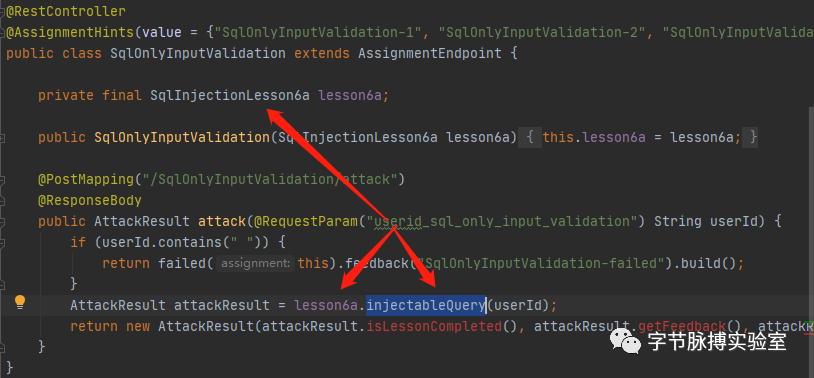 @RestController
@AssignmentHints(value = {"SqlOnlyInputValidation-1", "SqlOnlyInputValidation-2", "SqlOnlyInputValida
public class SqlOnlyInputValidation extends AssignmentEndpoint {
private final SqlInjectionLesson6a lesson6a;
public SqlOnlyInputValidation(SqlInjectionLesson6a lesson6a) { this.lesson6a = lesson6a; }
@PostMapping("/SqlOnlyInputValidation/attack")
@ResponseBody
public AttackResult attack(@RequestParam("userid_sql_only_input_validation") String userId) {
if (userId.contains(" ")) {
return failed( assignment: this).feedback("SqlOnlyInputValidation-failed").build();
}
AttackResult attackResult = lesson6a.injectableQuery(userId);
return new AttackResult(attackResult.isLessonCompleted(), attackResult.getFeedback(), attackR
}
}
字节脉搏实验室